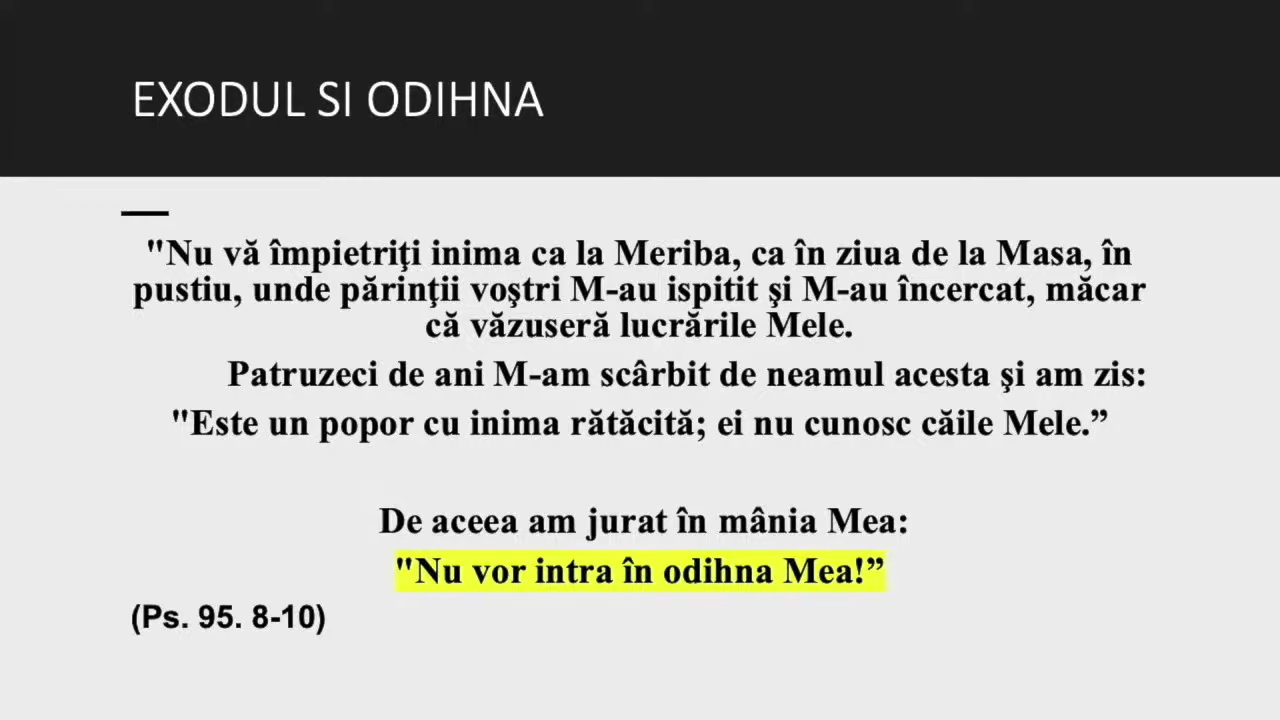 EXODUL SI ODIHNA
"Nu vă împietriţi inima ca la Meriba, ca în ziua de la Masa, în
pustiu, unde părinţii voştri M-au ispitit şi M-au încercat, măcar
că văzuseră lucrările Mele.
Patruzeci de ani M-am scârbit de neamul acesta şi am zis:
"Este un popor cu inima rătăcită; ei nu cunosc căile Mele.”
De aceea am jurat în mânia Mea:
"Nu vor intra în odihna Mea!”
(Ps. 95. 8-10)